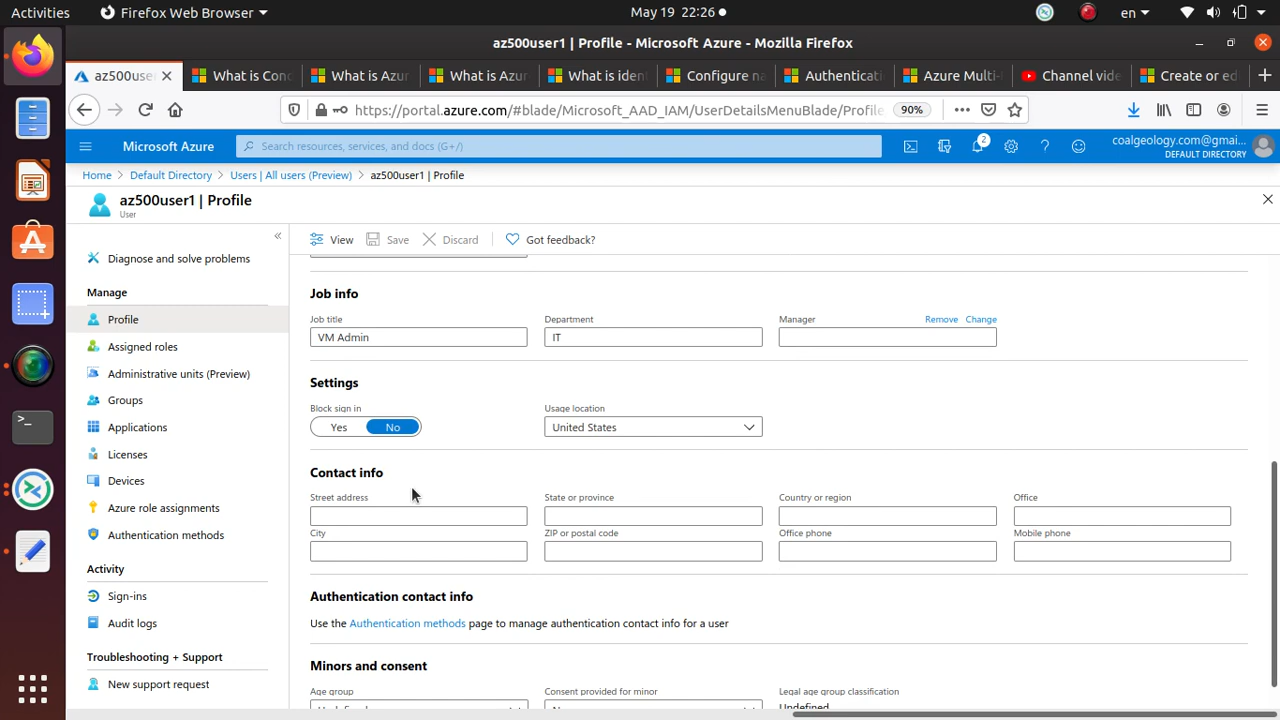 Activities
Firefox Web Browser
May 19 22:26
en
az500user1 | Profile - Microsoft Azure - Mozilla Firefox
az500use
What is Con
What is Azur
What is Azur
What is iden
Configure na
Authenticati
Azure Multi-
Channel vide
Create or ed
https://portal.azure.com/#blade/Microsoft_AAD_IAM/UserDetailsMenuBlade/Profile
90%
Microsoft Azure
Search resources, services, and docs (G+/)
2
coalgeology.com@gmai...
DEFAULT DIRECTORY
Home
Default Directory
Users | All users (Preview)
az500user1 | Profile
az500user1 | Profile
User
Diagnose and solve problems
Manage
Profile
Assigned roles
Administrative units (Preview)
Groups
Applications
Licenses
Devices
Azure role assignments
Authentication methods
Activity
Sign-ins
Audit logs
Troubleshooting + Support
New support request
View
Save
Discard
Got feedback?
Job info
Job title
Department
Manager
Remove
Change
VM Admin
IT
Settings
Block sign in
Usage location
Yes
No
United States
Contact info
Street address
State or province
Country or region
Office
City
ZIP or postal code
Office phone
Mobile phone
Authentication contact info
Use the Authentication methods page to manage authentication contact info for a user
Minors and consent
Age group
Consent provided for minor
Legal age group classification
Undefined